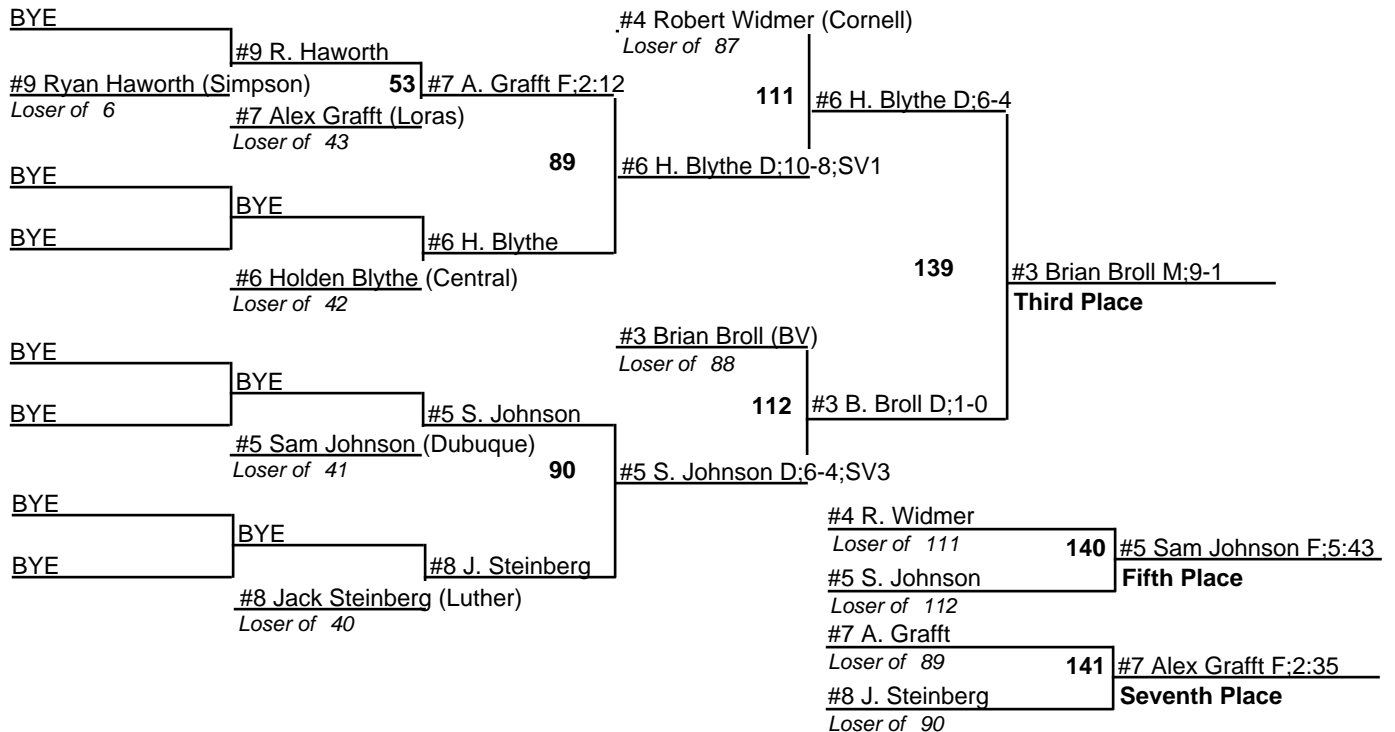 BYE
#4 Robert Widmer (Cornell)
Loser of 87
#9 R. Haworth
#9 Ryan Haworth (Simpson)
Loser of 6
53
#7 A. Grafft F;2:12
#7 Alex Grafft (Loras)
Loser of 43
111
#6 H. Blythe D;6-4
89
#6 H. Blythe D;10-8;SV1
BYE
BYE
BYE
#6 H. Blythe
#6 Holden Blythe (Central)
Loser of 42
139
#3 Brian Broll M;9-1
Third Place
BYE
#3 Brian Broll (BV)
Loser of 88
BYE
BYE
#5 S. Johnson
112
#3 B. Broll D;1-0
#5 Sam Johnson (Dubuque)
Loser of 41
90
#5 S. Johnson D;6-4;SV3
BYE
BYE
BYE
#8 J. Steinberg
#8 Jack Steinberg (Luther)
Loser of 40
#4 R. Widmer
Loser of 111
140
#5 Sam Johnson F;5:43
Fifth Place
#5 S. Johnson
Loser of 112
#7 A. Grafft
Loser of 89
141
#7 Alex Grafft F;2:35
Seventh Place
#8 J. Steinberg
Loser of 90